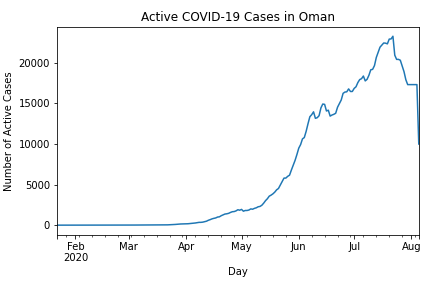 Active COVID-19 Cases in Oman
Number of Active Cases
20000
15000
10000
5000
0
Feb Mar Apr May Jun Jul Aug
2020
Day